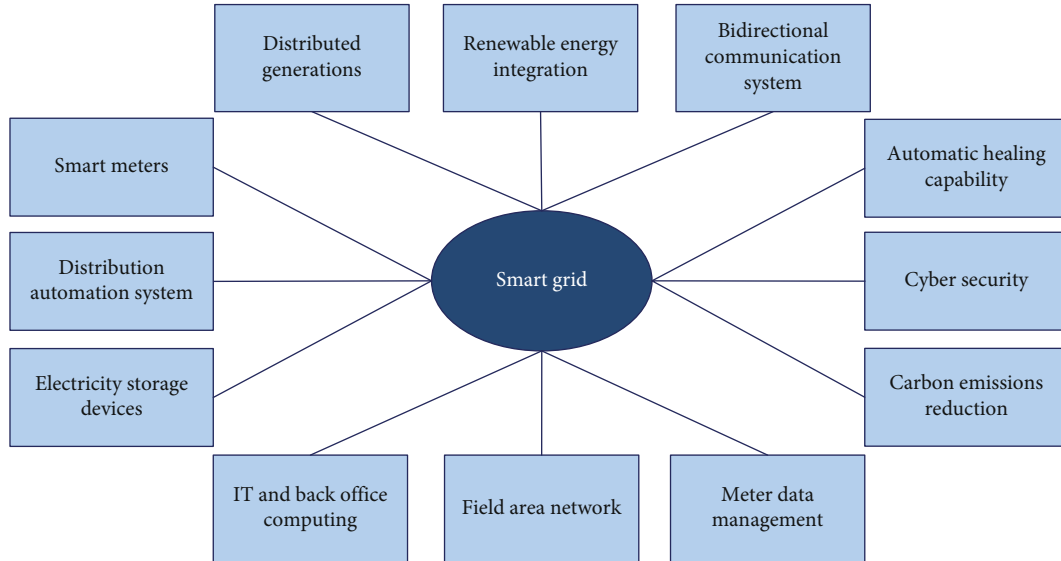 Distributed
generations
Renewable energy
integration
Bidirectional
communication
system
Smart meters
Automatic healing
capability
Distribution
automation system
Smart grid
Cyber security
Electricity storage
devices
Carbon emissions
reduction
IT and back office
computing
Field area network
Meter data
management